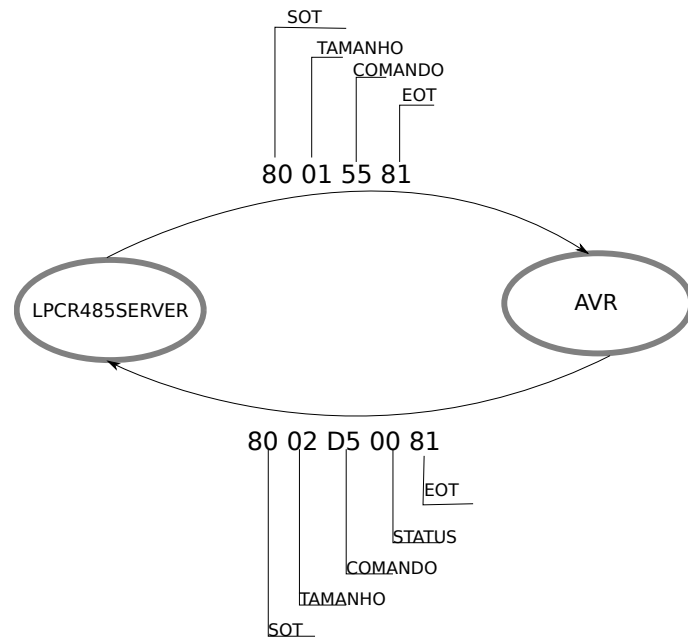 SOT
TAMANHO
COMANDO
EOT
80 01 55 81
LPCR485SERVER
AVR
80 02 D5 00 81
EOT
STATUS
COMANDO
TAMANHO
SOT